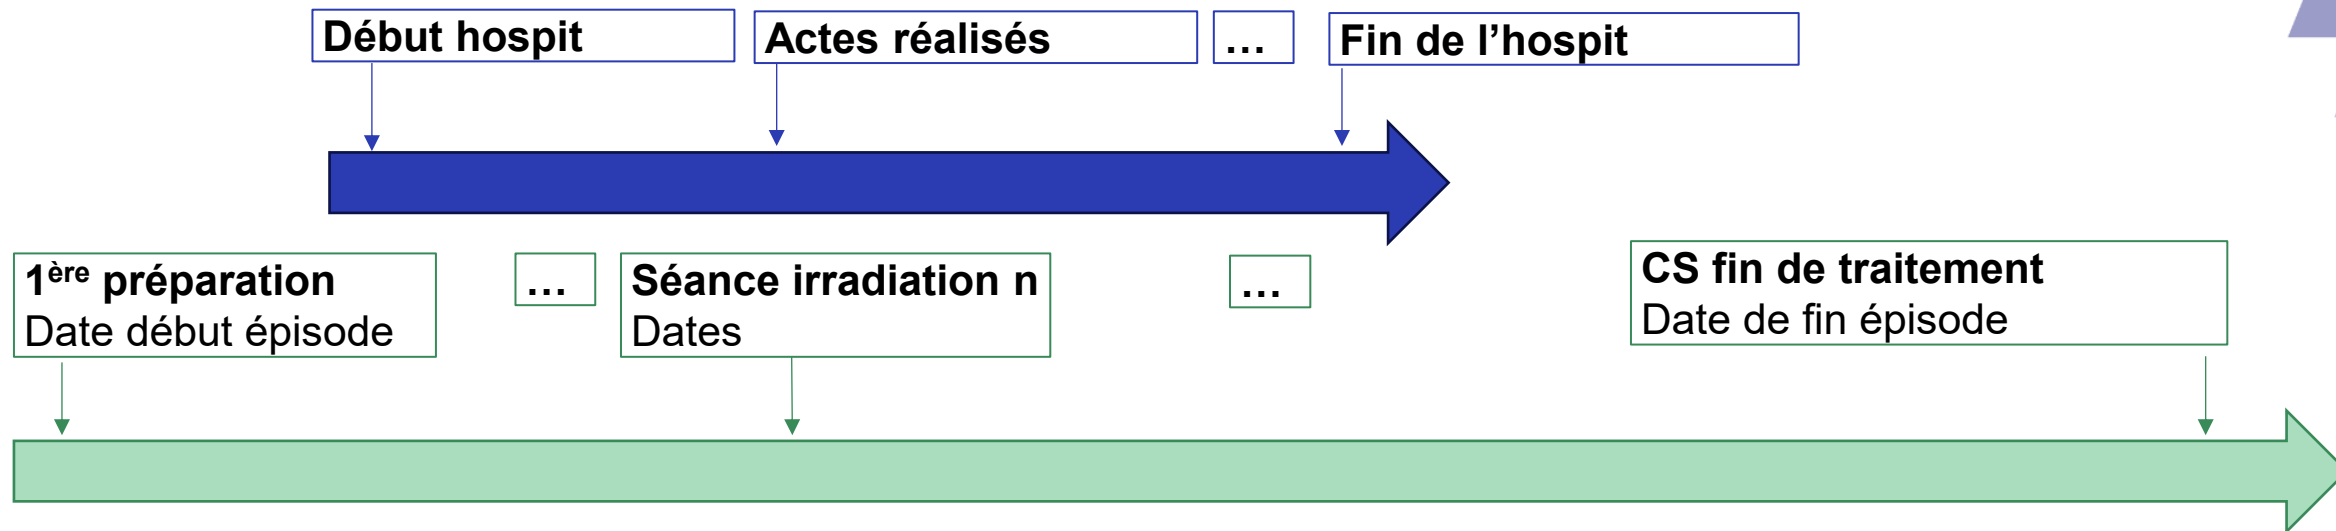 Début hospit
Actes réalisés
...
Fin de l’hospit
1ère préparation
Date début épisode
...
Séance irradiation n
Dates
...
CS fin de traitement
Date de fin épisode